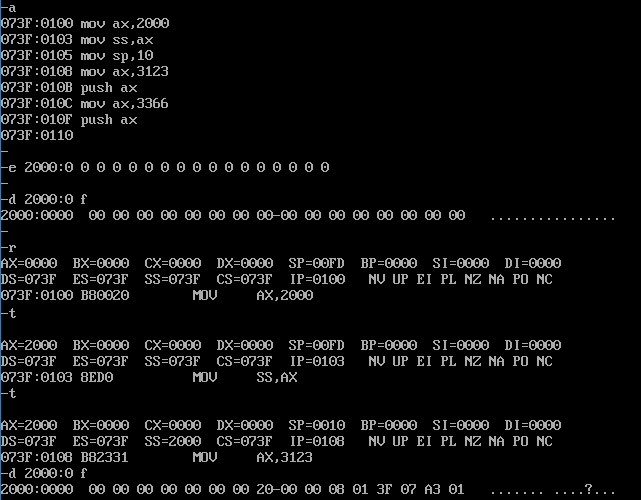 -a
073F:0100 mov ax,2000
073F:0103 mov ss,ax
073F:0105 mov sp,10
073F:0108 mov ax,3123
073F:010B push ax
073F:010C mov ax,3366
073F:010F push ax
073F:0110
-
-e 2000:0 0 0 0 0 0 0 0 0 0 0 0 0 0 0 0 0
-
-d 2000:0 f
2000:0000  00 00 00 00 00 00 00 00-00 00 00 00 00 00 00 00   ................
-
-r
AX=0000  BX=0000  CX=0000  DX=0000  SP=00FD  BP=0000  SI=0000  DI=0000
DS=073F  ES=073F  SS=073F  CS=073F  IP=0100   NV UP EI PL NZ NA PO NC
073F:0100 B80020        MOV     AX,2000
-t
AX=2000  BX=0000  CX=0000  DX=0000  SP=00FD  BP=0000  SI=0000  DI=0000
DS=073F  ES=073F  SS=073F  CS=073F  IP=0103   NV UP EI PL NZ NA PO NC
073F:0103 8ED0          MOV     SS,AX
-t
AX=2000  BX=0000  CX=0000  DX=0000  SP=0010  BP=0000  SI=0000  DI=0000
DS=073F  ES=073F  SS=2000  CS=073F  IP=0108   NV UP EI PL NZ NA PO NC
073F:0108 B82331        MOV     AX,3123
-d 2000:0 f
2000:0000  00 00 00 00 00 00 00 20-00 00 08 01 3F 07 A3 01   ....... ....?...